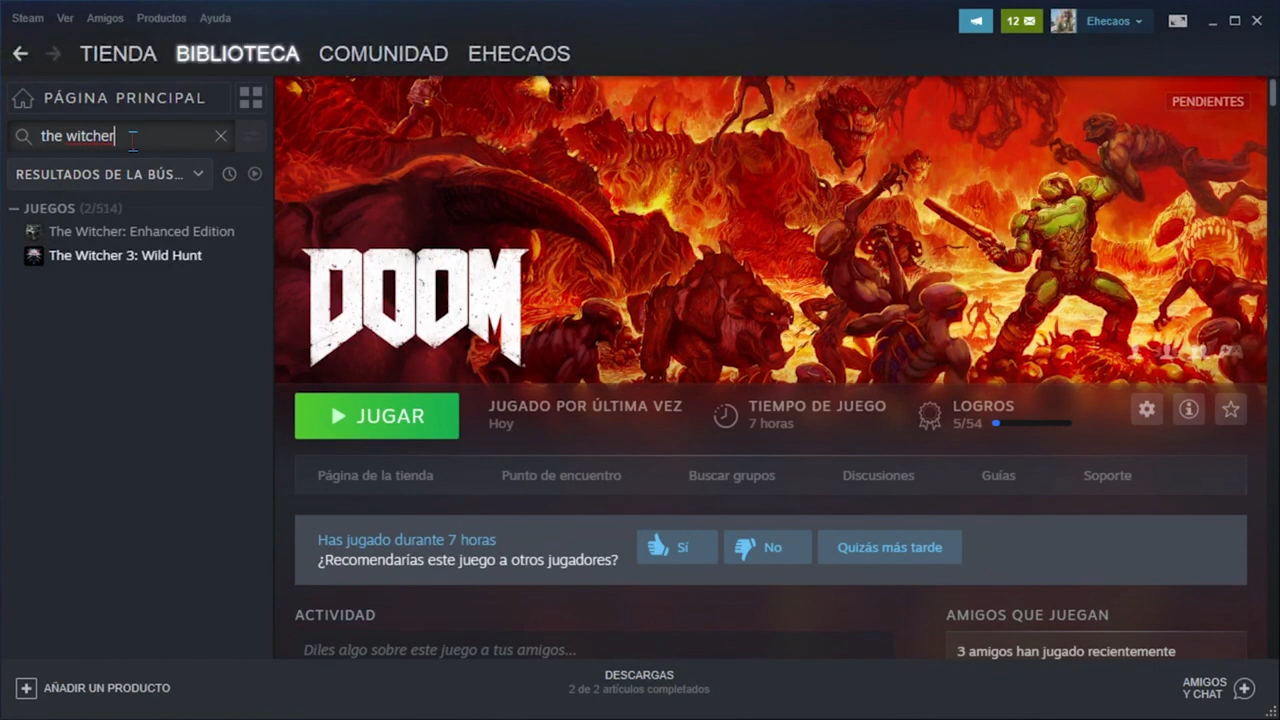 Steam Ver Amigos Productos Ayuda
12
Ehecaos
TIENDA BIBLIOTECA COMUNIDAD EHECAOS
PÁGINA PRINCIPAL
the witcher
RESULTADOS DE LA BÚS...
JUEGOS (2/514)
The Witcher: Enhanced Edition
The Witcher 3: Wild Hunt
PENDIENTES
DOOM
JUGAR
JUGADO POR ÚLTIMA VEZ
Hoy
TIEMPO DE JUEGO
7 horas
LOGROS
5/54
Página de la tienda Punto de encuentro Buscar grupos Discusiones Guías Soporte
Has jugado durante 7 horas
¿Recomendarías este juego a otros jugadores?
Sí No Quizás más tarde
ACTIVIDAD
Diles algo sobre este juego a tus amigos...
AMIGOS QUE JUEGAN
3 amigos han jugado recientemente
AÑADIR UN PRODUCTO
DESCARGAS
2 de 2 artículos completados
AMIGOS
Y CHAT